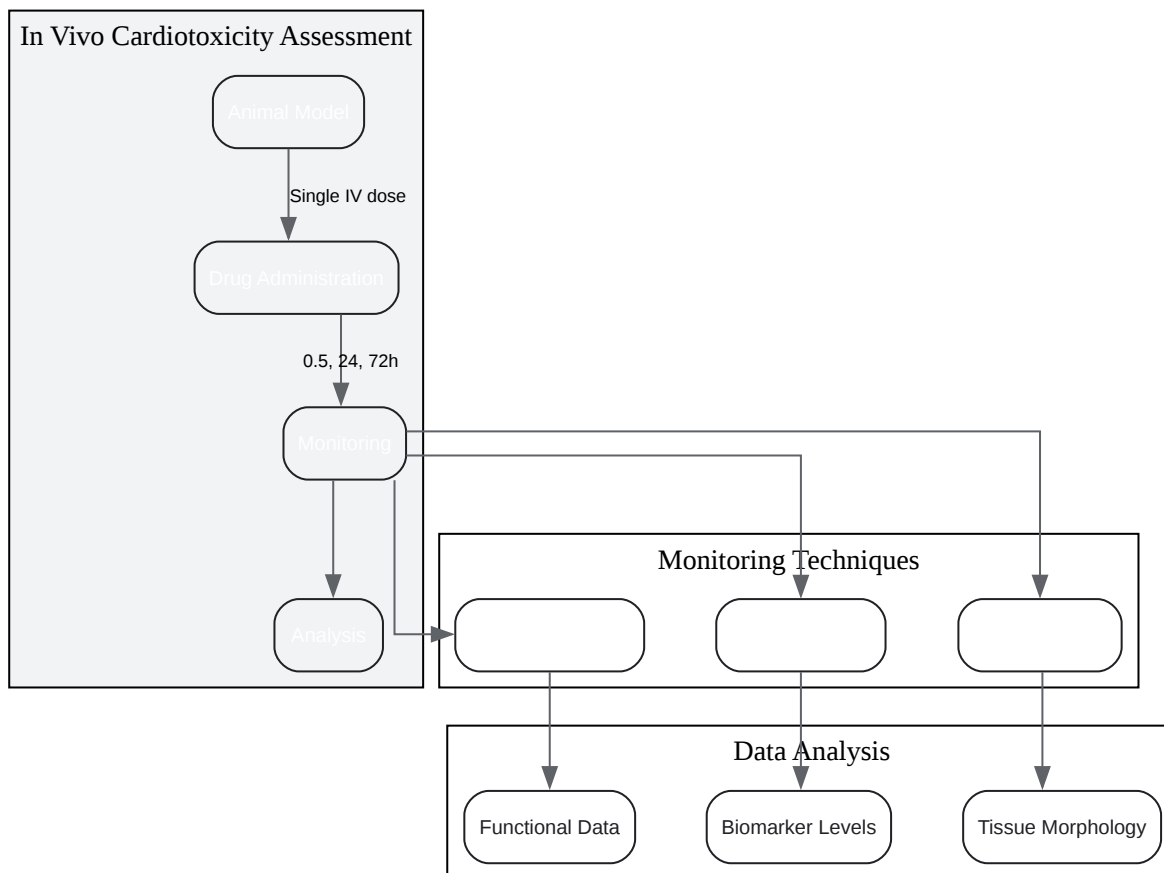 In Vivo Cardiotoxicity Assessment
Animal Model
Single IV dose
Drug Administration
0.5, 24, 72h
Monitoring
Analysis
Monitoring Techniques
Data Analysis
Functional Data
Biomarker Levels
Tissue Morphology